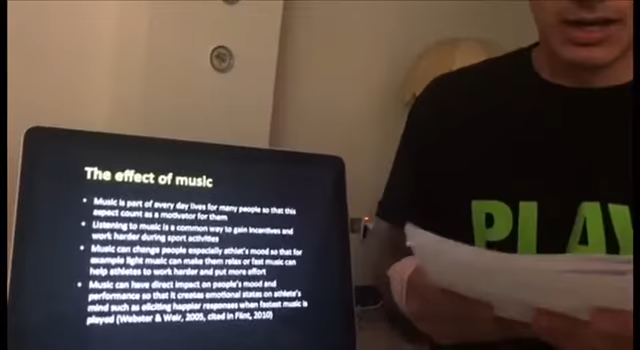 The effect of music
• Music is part of every day lives for many people so that this
aspect count as a motivator for them
• Listening to music is a common way to gain incentives and
work harder during sport activities
• Music can change people especially athlet's mood so that for
example light music can make them relax or fast music can
help athletes to work harder and put more effort
• Music can have direct impact on people's mood and
performance so that it creates emotional states on athlete's
mind such as eliciting happier responses when fastest music is
played (Webster & Weir, 2005, cited in Flint, 2010)
PLAY